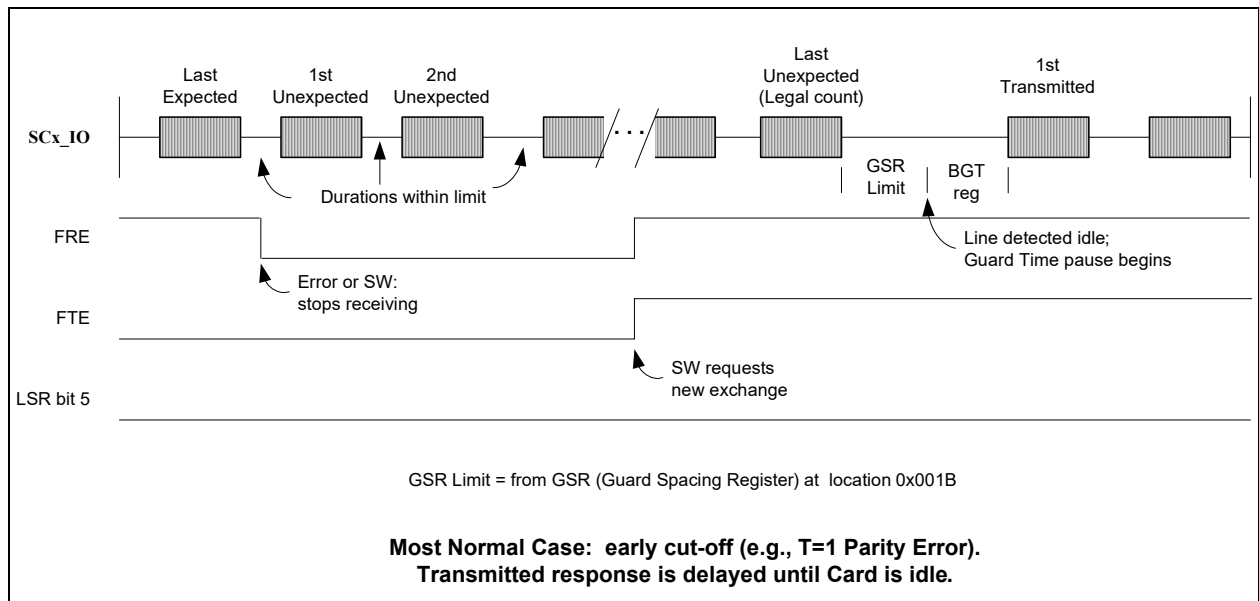 Last
Expected
1st
Unexpected
2nd
Unexpected
Last
Unexpected
(Legal count)
1st
Transmitted
SCx_IO
. . .
Durations within limit
GSR
Limit
BGT
reg
Line detected idle;
Guard Time pause begins
FRE
Error or SW:
stops receiving
FTE
SW requests
new exchange
LSR bit 5
GSR Limit = from GSR (Guard Spacing Register) at location 0x001B
Most Normal Case: early cut-off (e.g., T=1 Parity Error).
Transmitted response is delayed until Card is idle.